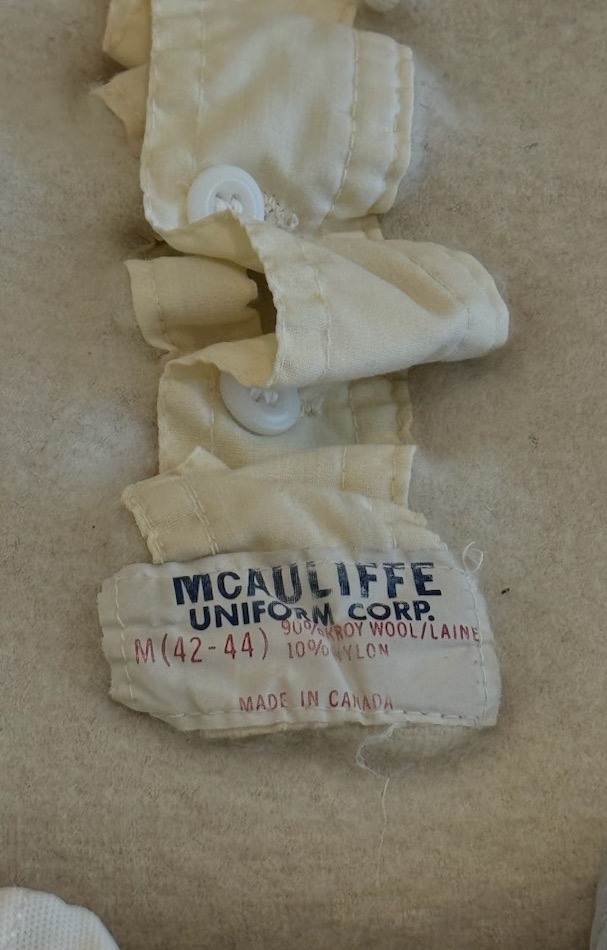 MCAULIFFE
UNIFORM CORP.
90% KROY WOOL/LAINE
M(42-44) 10% NYLON
MADE IN CANADA